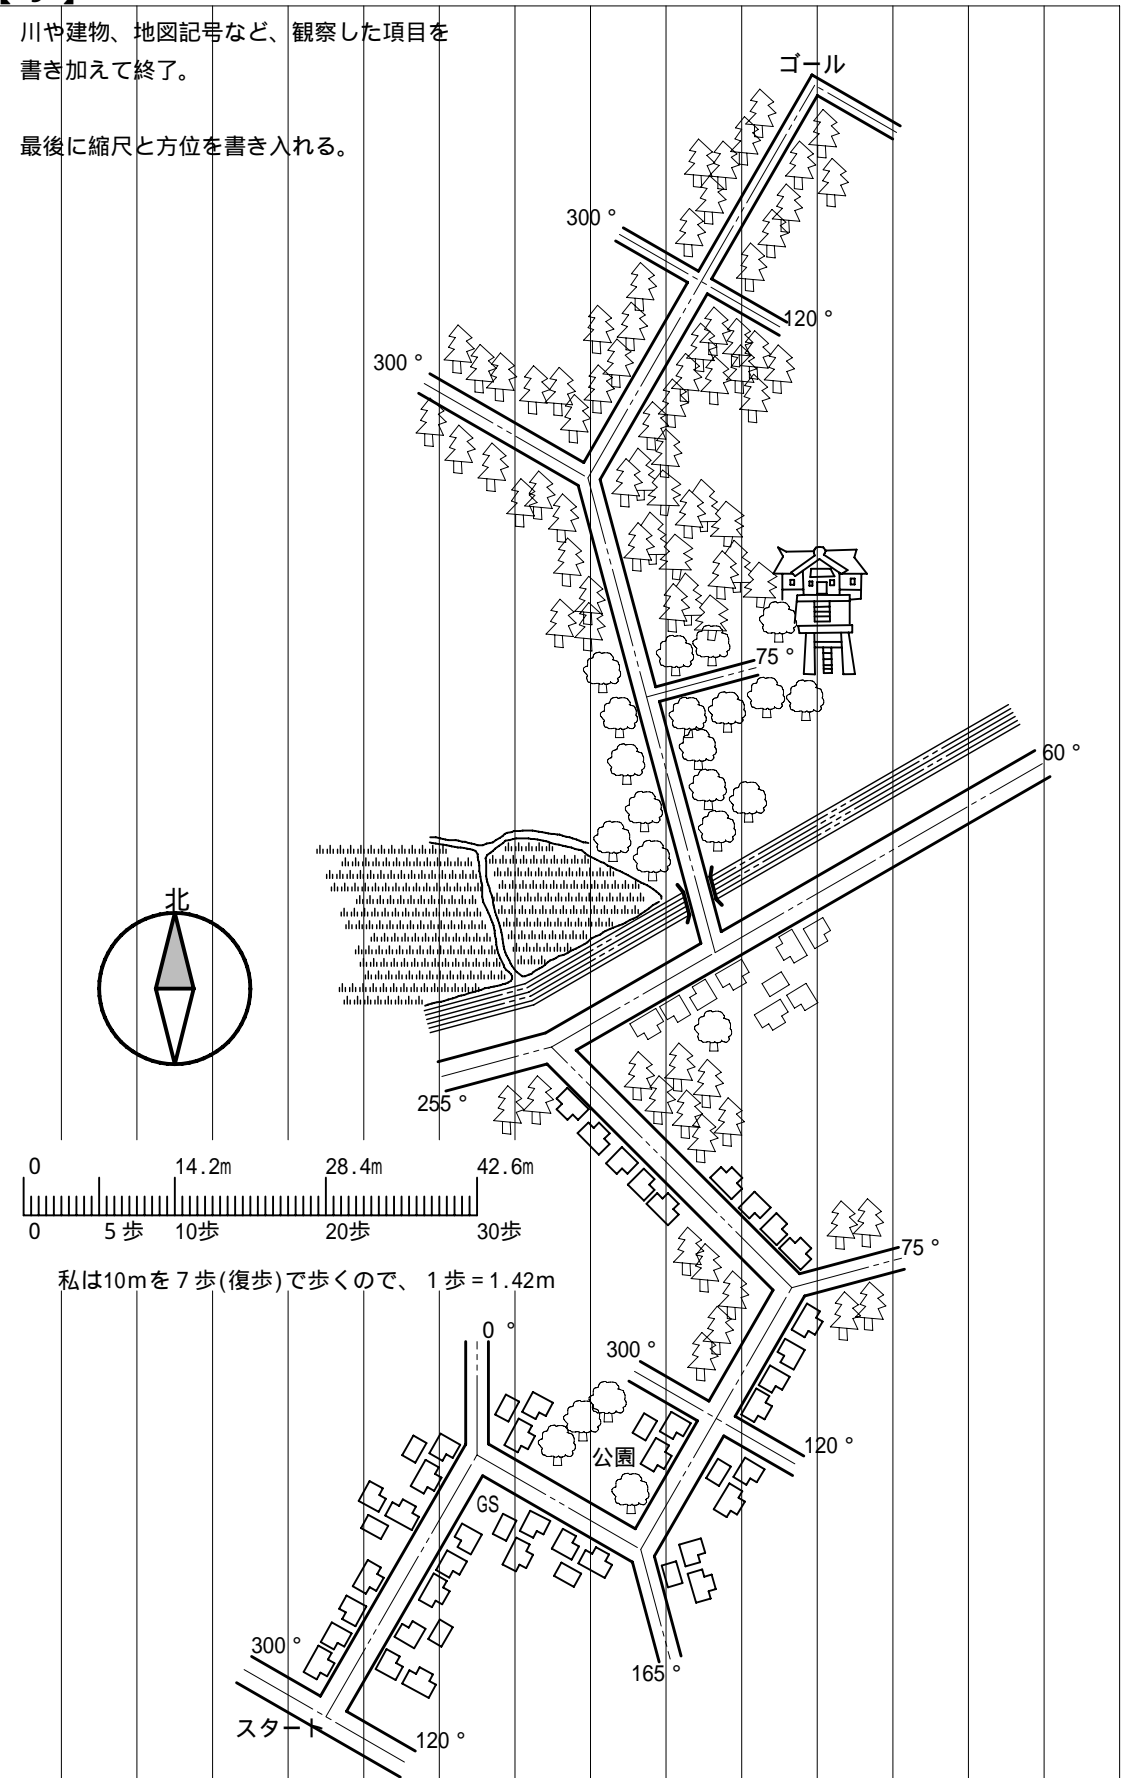 川や建物、地図記号など、観察した項目を
書き加えて終了。
最後に縮尺と方位を書き入れる。
ゴール
300°
120°
300°
75°
60°
北
255°
0 14.2m 28.4m 42.6m
0 5歩 10歩 20歩 30歩
私は10mを7歩(復歩)で歩くので、1歩=1.42m
75°
0°
300°
120°
公園
GS
300°
165°
スタート
120°